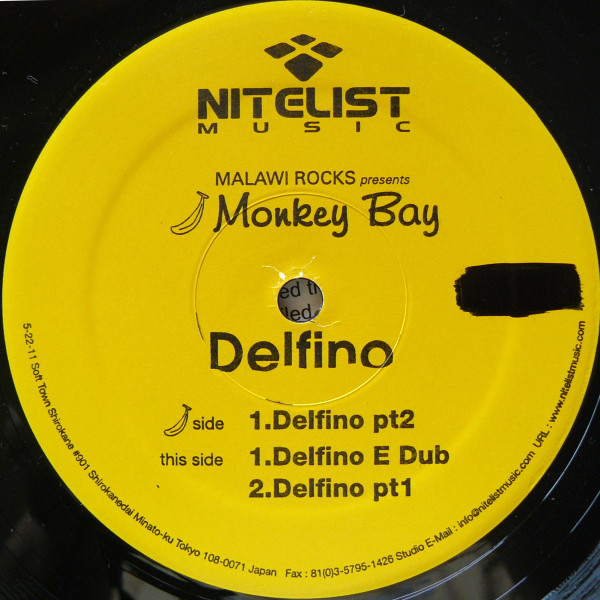 NITELIST
MUSIC
MALAWI ROCKS presents
Monkey Bay
ed t
lled
Delfino
side 1.Delfino pt2
this side 1.Delfino E Dub
2.Delfino pt1
5-22-11 Soft Town Shirokane #901 Shirokanedai Minato-ku Tokyo 108-0071 Japan Fax : 81(0)3-5795-1426 Studio E-Mail : info@nitelistmusic.com URL : www.nitelistmusic.com